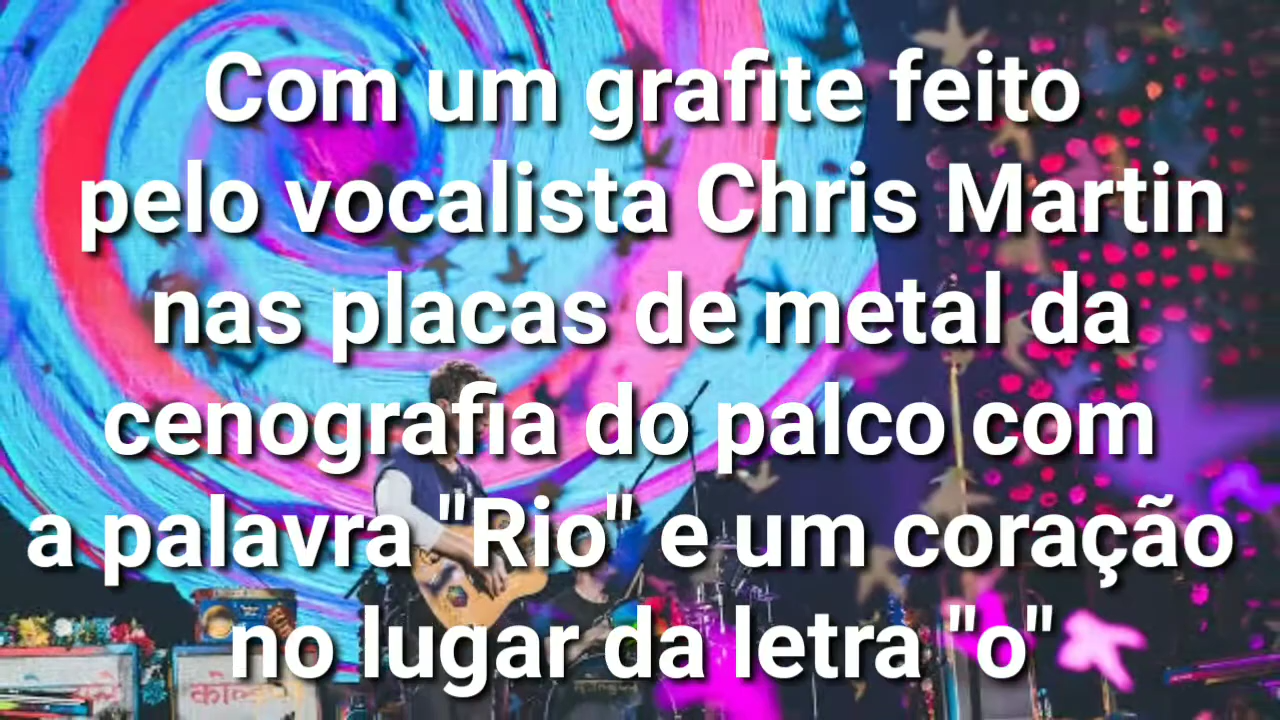 Com um grafite feito
pelo vocalista Chris Martin
nas placas de metal da
cenografia do palco com
a palavra "Rio" e um coração
no lugar da letra "o"